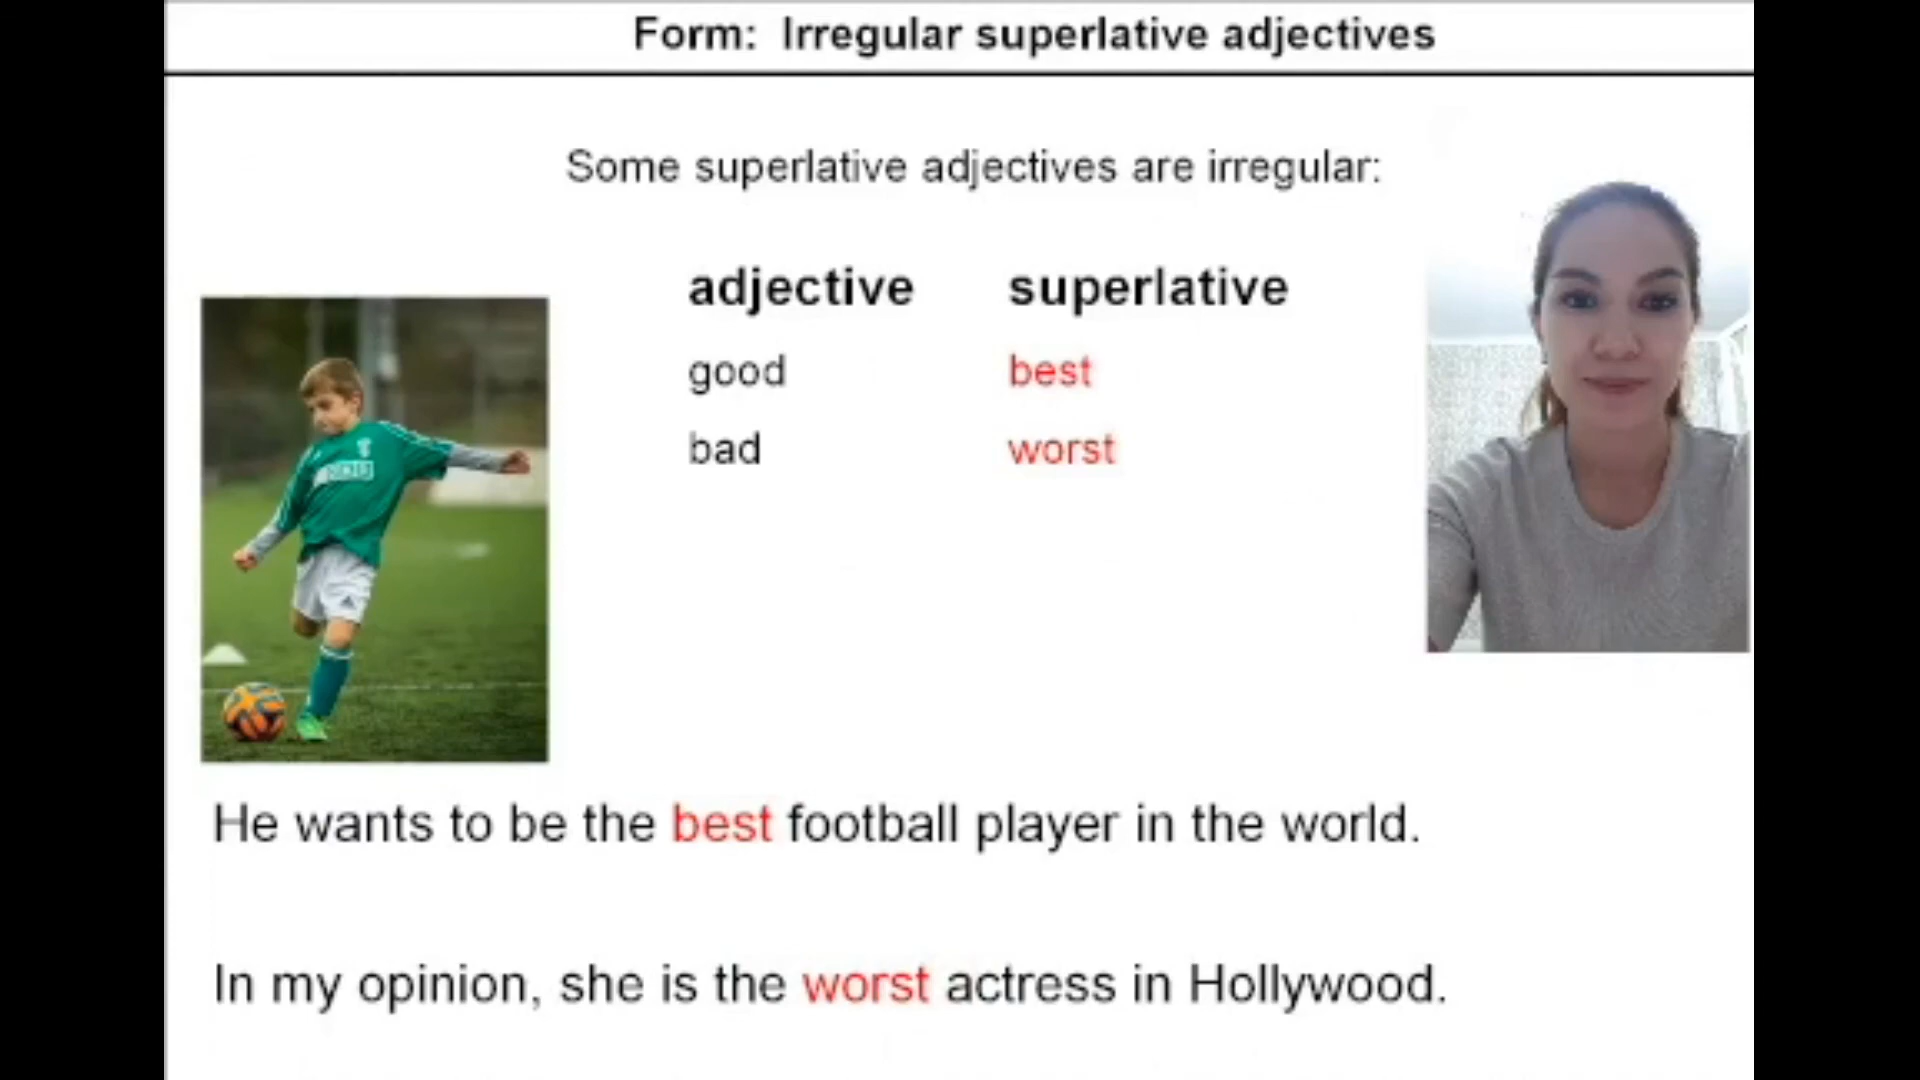 Form: Irregular superlative adjectives
Some superlative adjectives are irregular:
adjective superlative
good best
bad worst
He wants to be the best football player in the world.
In my opinion, she is the worst actress in Hollywood.